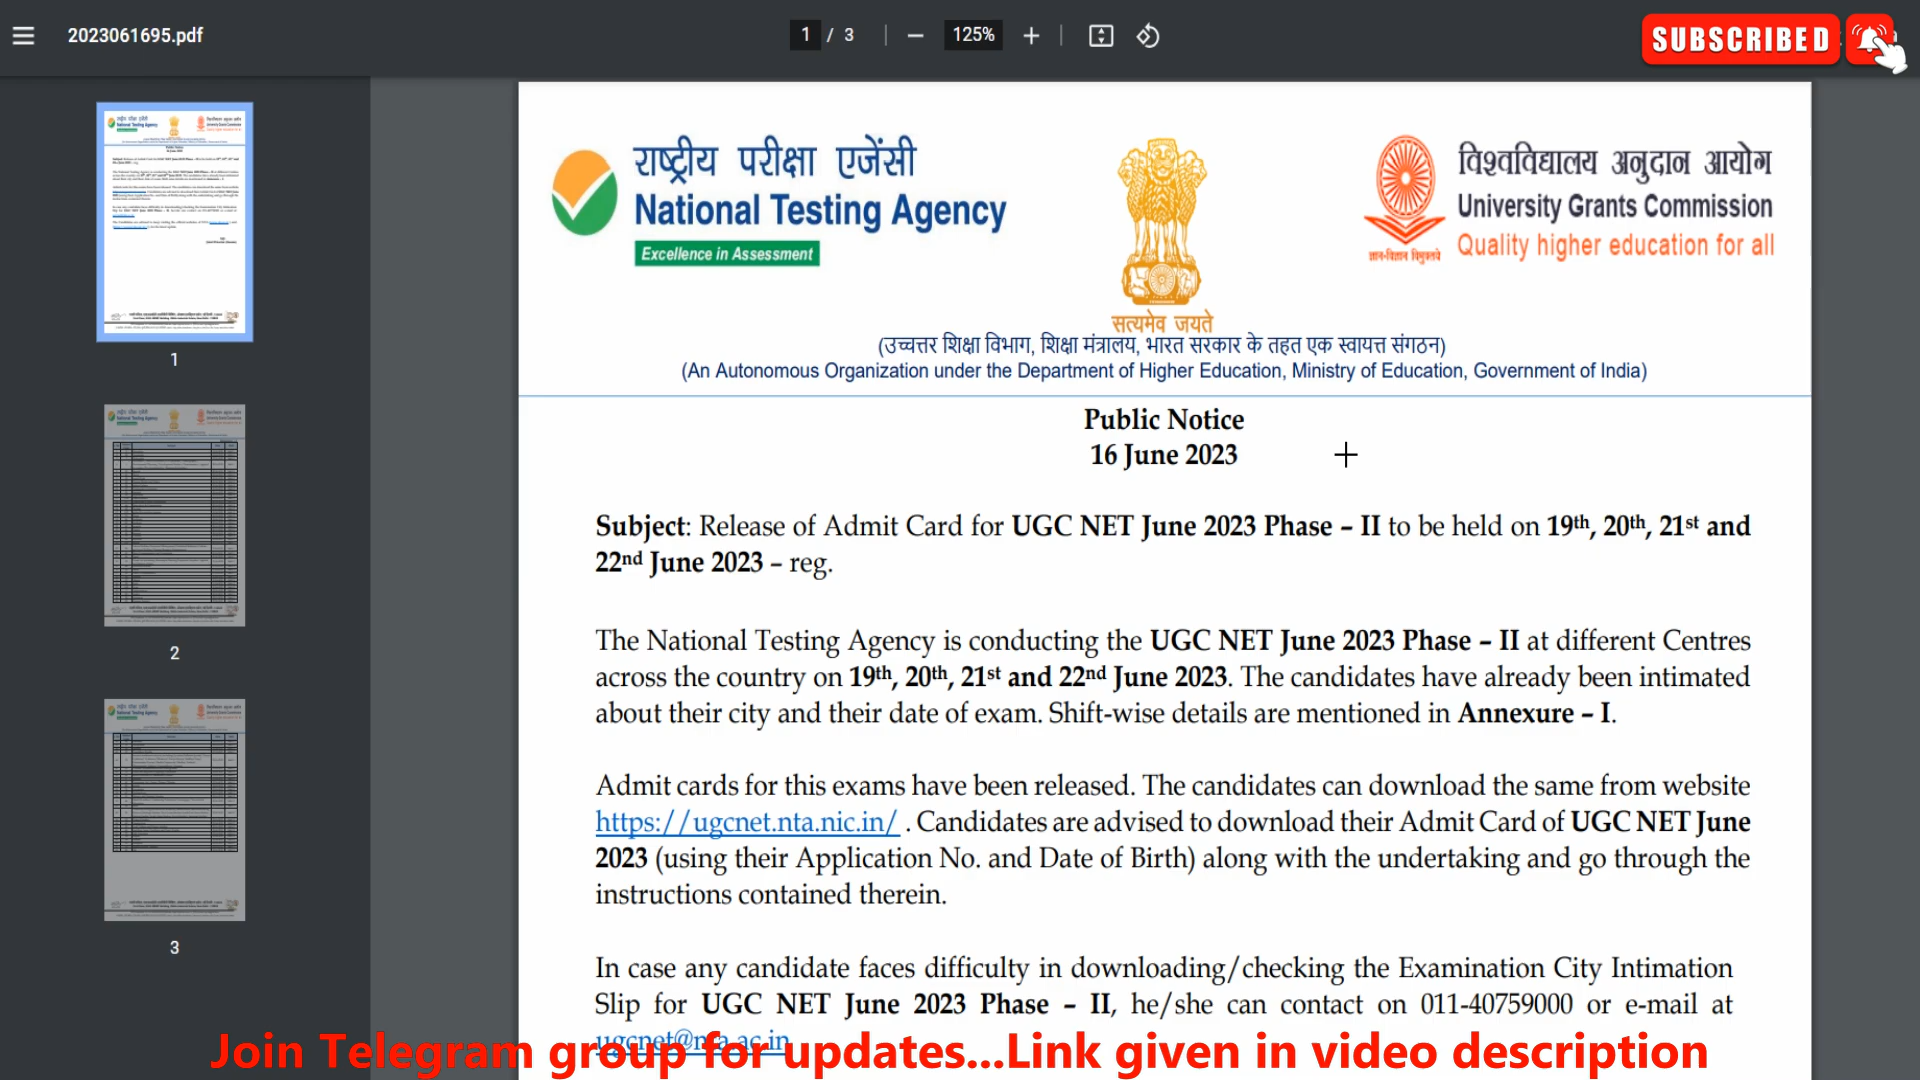 2023061695.pdf
1 / 3
125%
SUBSCRIBED
1
2
3
राष्ट्रीय परीक्षा एजेंसी
National Testing Agency
Excellence in Assessment
सत्यमेव जयते
विश्वविद्यालय अनुदान आयोग
University Grants Commission
Quality higher education for all
ज्ञान-विज्ञान विमुक्तये
(उच्चत्तर शिक्षा विभाग, शिक्षा मंत्रालय, भारत सरकार के तहत एक स्वायत्त संगठन)
(An Autonomous Organization under the Department of Higher Education, Ministry of Education, Government of India)
Public Notice
16 June 2023
Subject: Release of Admit Card for UGC NET June 2023 Phase – II to be held on 19th, 20th, 21st and
22nd June 2023 – reg.
The National Testing Agency is conducting the UGC NET June 2023 Phase – II at different Centres
across the country on 19th, 20th, 21st and 22nd June 2023. The candidates have already been intimated
about their city and their date of exam. Shift-wise details are mentioned in Annexure – I.
Admit cards for this exams have been released. The candidates can download the same from website
https://ugcnet.nta.nic.in/ . Candidates are advised to download their Admit Card of UGC NET June
2023 (using their Application No. and Date of Birth) along with the undertaking and go through the
instructions contained therein.
In case any candidate faces difficulty in downloading/checking the Examination City Intimation
Slip for UGC NET June 2023 Phase – II, he/she can contact on 011-40759000 or e-mail at
ugcnet@nta.ac.in
Join Telegram group for updates...Link given in video description